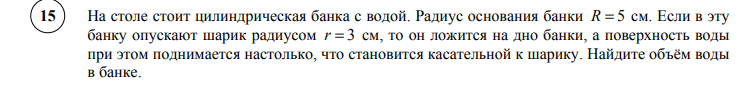 15 На столе стоит цилиндрическая банка с водой. Радиус основания банки R = 5 см. Если в эту
банку опускают шарик радиусом r = 3 см, то он ложится на дно банки, а поверхность воды
при этом поднимается настолько, что становится касательной к шарику. Найдите объём воды
в банке.